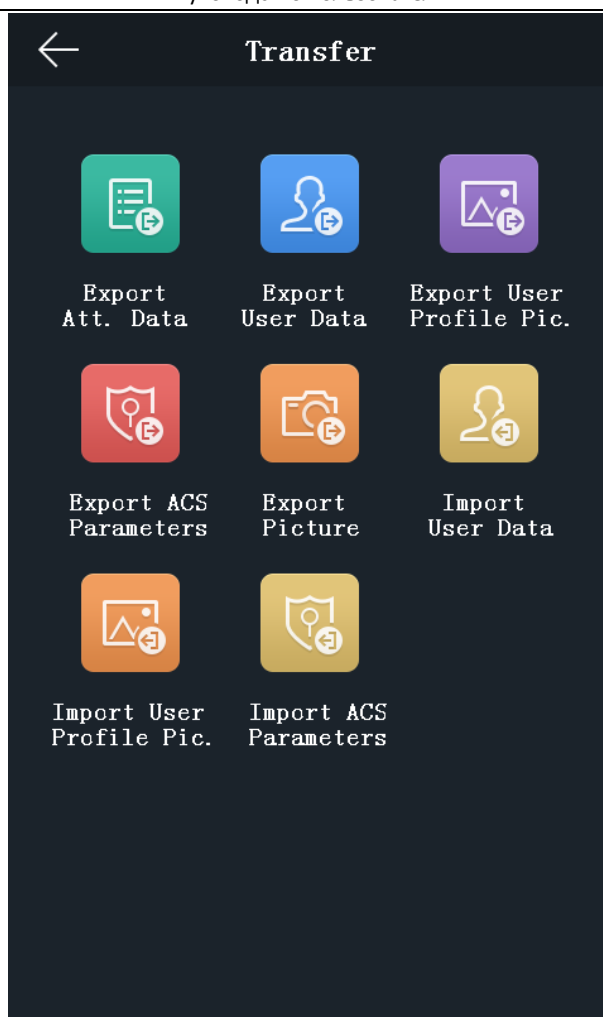 Transfer
Export
Att. Data
Export
User Data
Export User
Profile Pic.
Export ACS
Parameters
Export
Picture
Import
User Data
Import User
Profile Pic.
Import ACS
Parameters